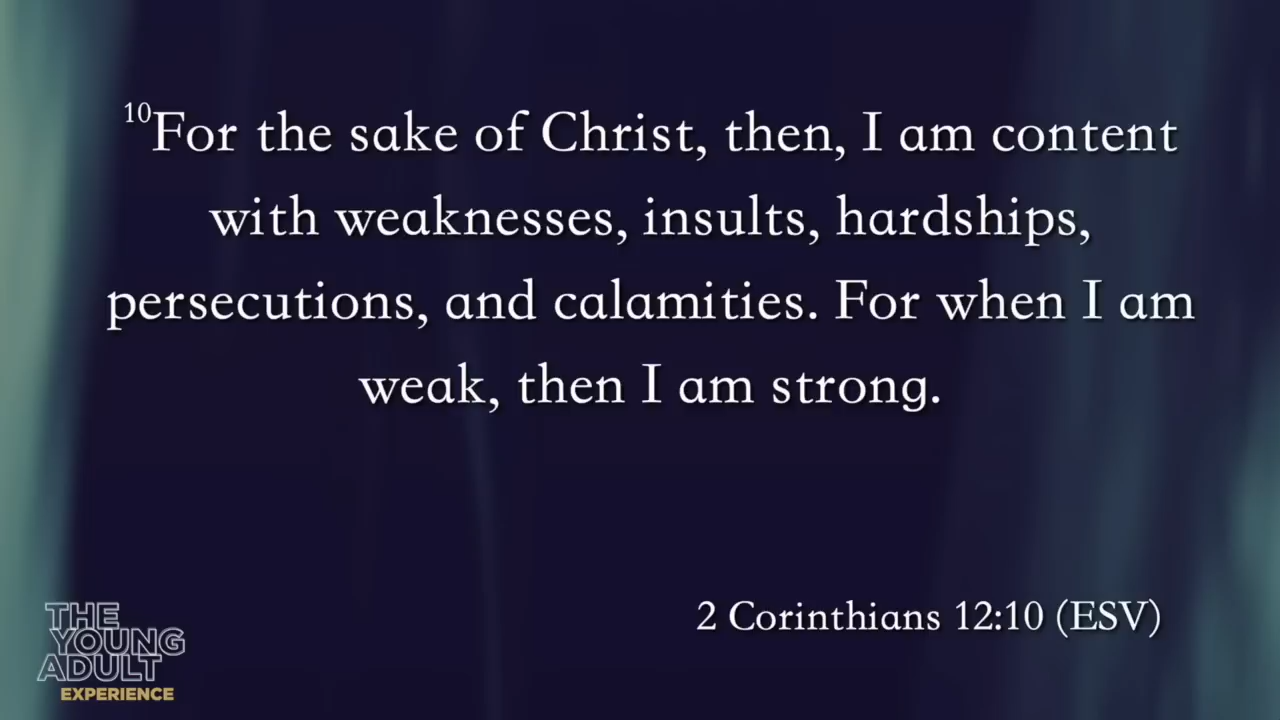 10For the sake of Christ, then, I am content
with weaknesses, insults, hardships,
persecutions, and calamities. For when I am
weak, then I am strong.
2 Corinthians 12:10 (ESV)
THE
YOUNG
ADULT
EXPERIENCE